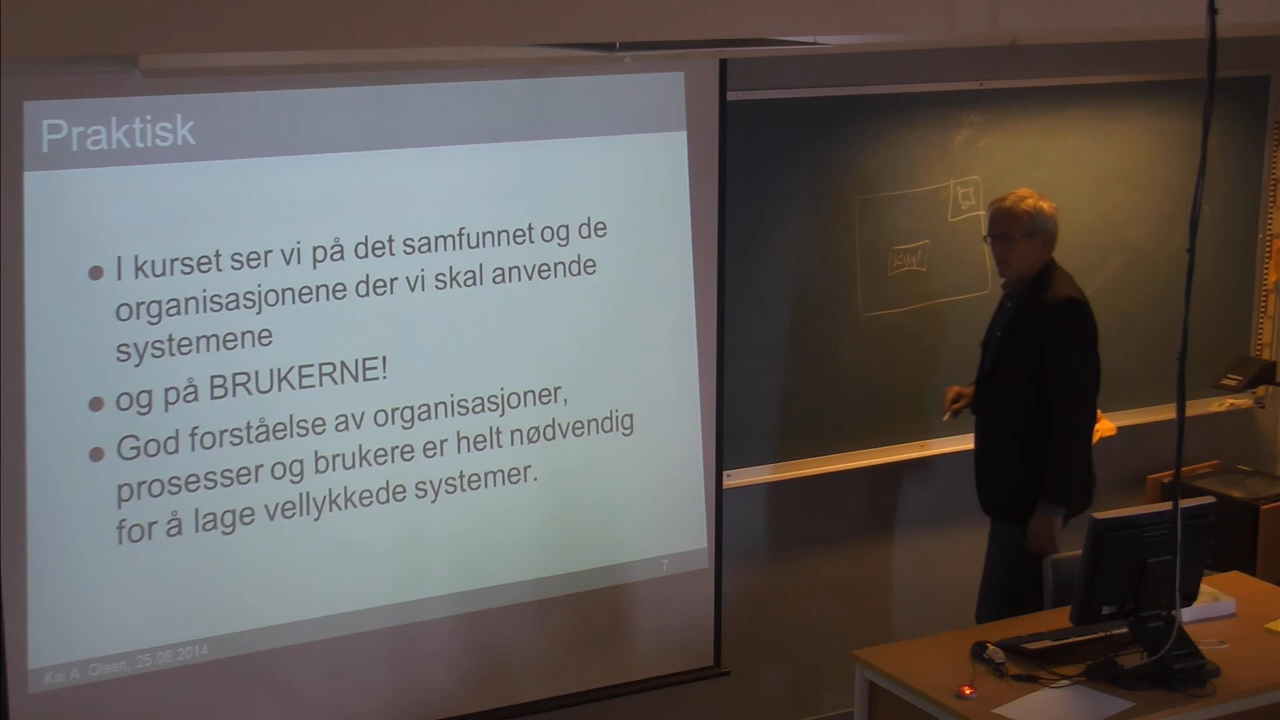 Praktisk
● I kurset ser vi på det samfunnet og de
organisasjonene der vi skal anvende
systemene
● og på BRUKERNE!
● God forståelse av organisasjoner,
prosesser og brukere er helt nødvendig
for å lage vellykkede systemer.
7
Kai A. Olsen, 25.08.2014